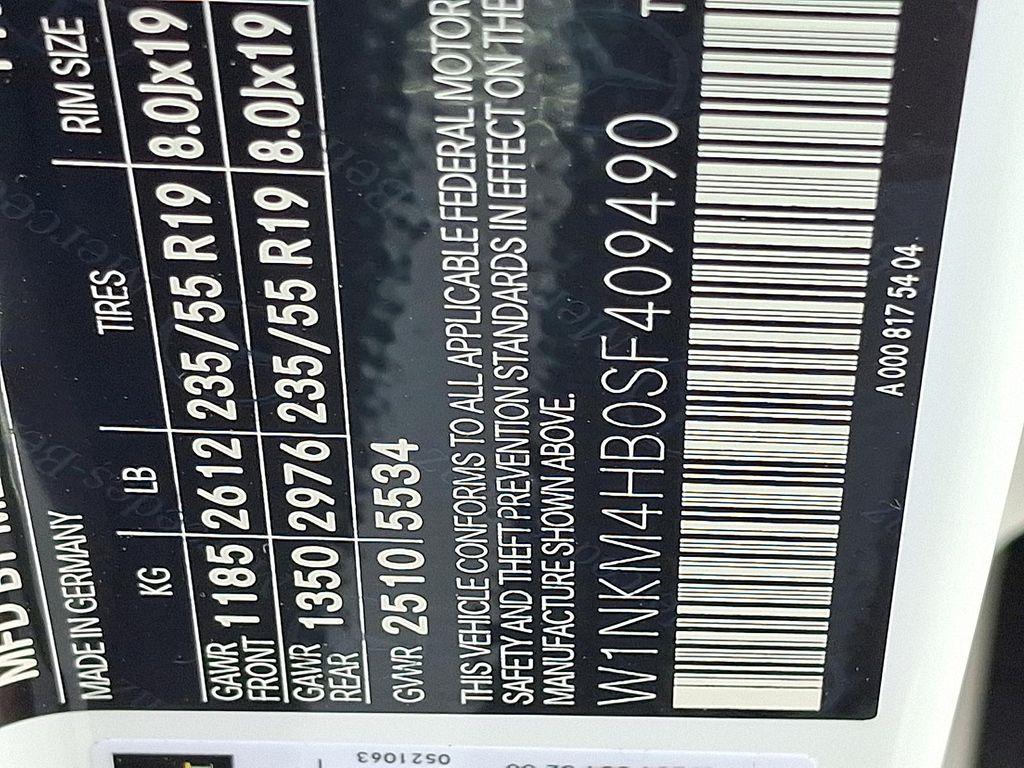 MFD BY
MADE IN GERMANY
KG LB TIRES RIM SIZE
GAWR FRONT 1185 2612 235/55 R19 8.0Jx19
GAWR REAR 1350 2976 235/55 R19 8.0Jx19
GVWR 2510 5534
THIS VEHICLE CONFORMS TO ALL APPLICABLE FEDERAL MOTOR
SAFETY AND THEFT PREVENTION STANDARDS IN EFFECT ON THE
MANUFACTURE SHOWN ABOVE.
W1NKM4HB0SF409490 T
A 000 817 54 04
0521063